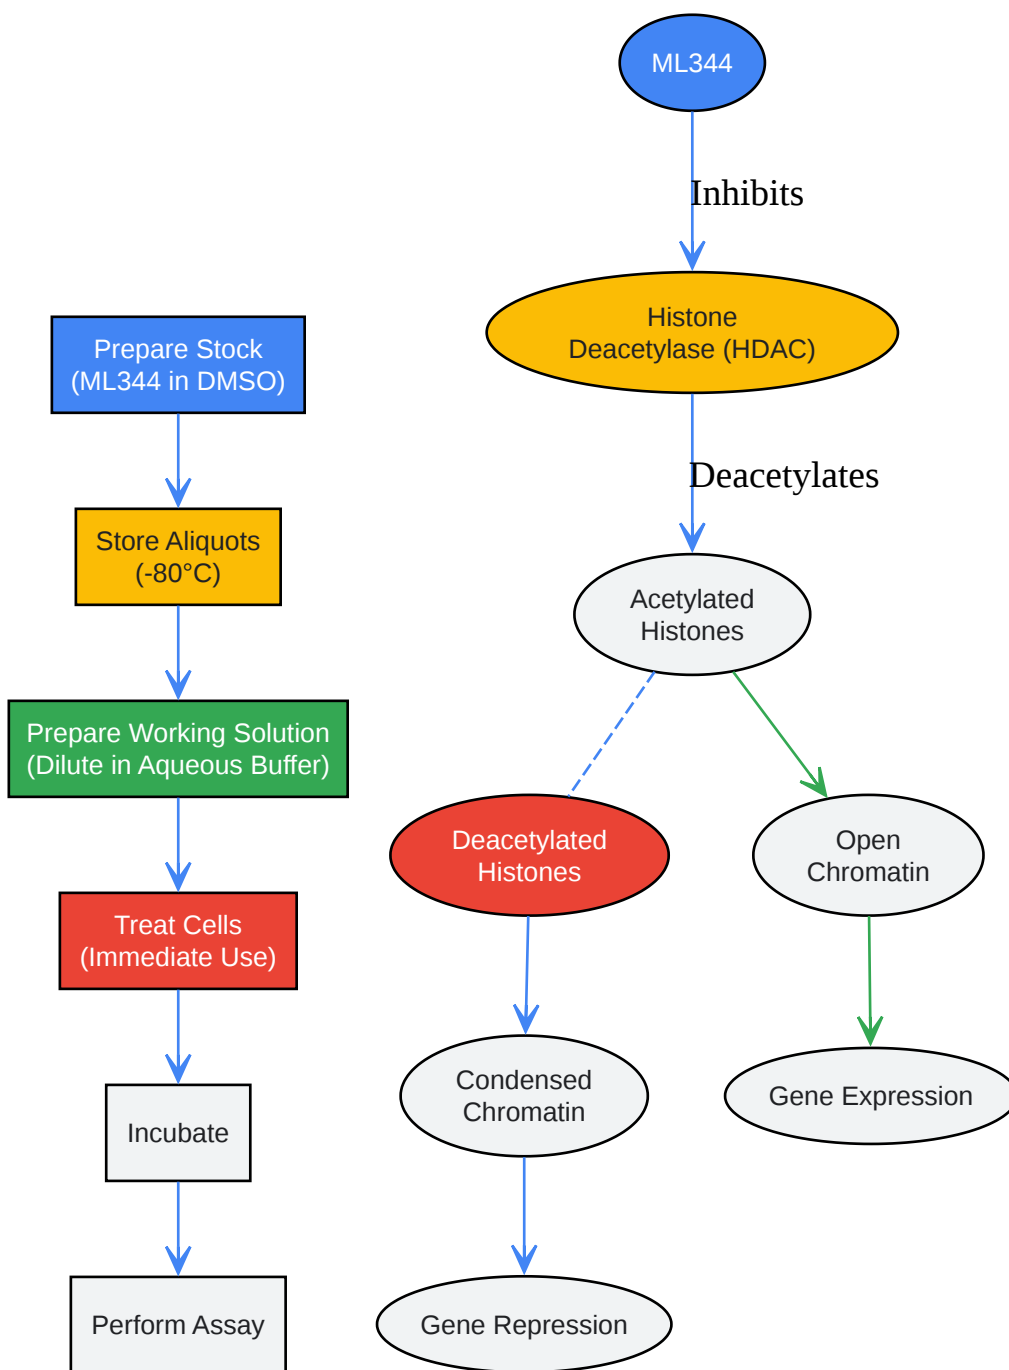 ML344
Inhibits
Histone
Deacetylase (HDAC)
Deacetylates
Acetylated
Histones
Deacetylated
Histones
Open
Chromatin
Condensed
Chromatin
Gene Expression
Gene Repression
Prepare Stock
(ML344 in DMSO)
Store Aliquots
(-80°C)
Prepare Working Solution
(Dilute in Aqueous Buffer)
Treat Cells
(Immediate Use)
Incubate
Perform Assay